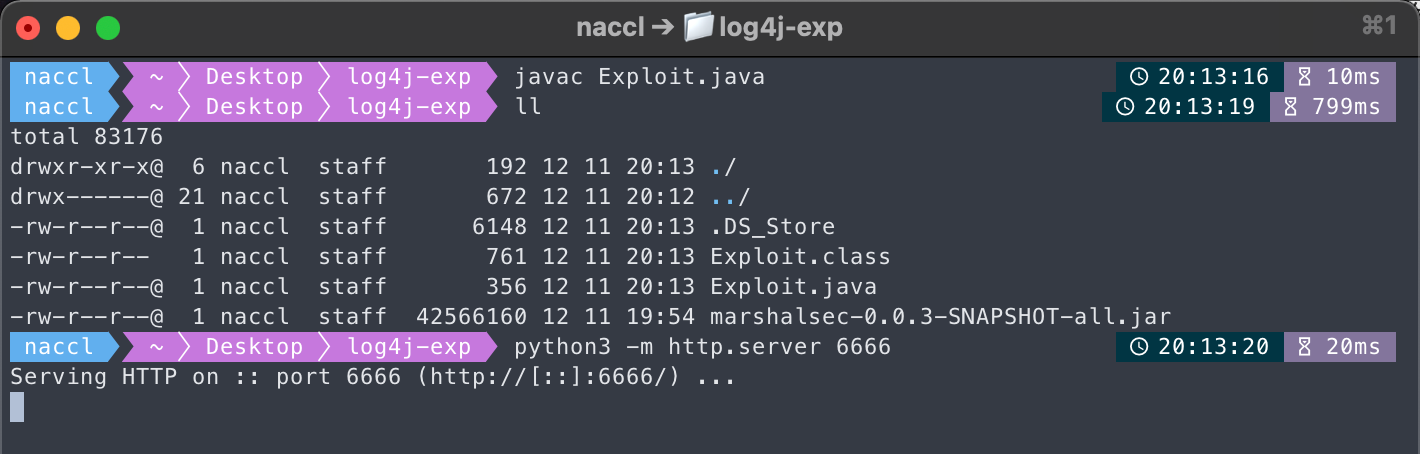 naccl → log4j-exp ⌘1
naccl ~ Desktop log4j-exp javac Exploit.java 20:13:16 10ms
naccl ~ Desktop log4j-exp ll 20:13:19 799ms
total 83176
drwxr-xr-x@ 6 naccl staff 192 12 11 20:13 ./
drwx------@ 21 naccl staff 672 12 11 20:12 ../
-rw-r--r--@ 1 naccl staff 6148 12 11 20:13 .DS_Store
-rw-r--r-- 1 naccl staff 761 12 11 20:13 Exploit.class
-rw-r--r--@ 1 naccl staff 356 12 11 20:13 Exploit.java
-rw-r--r--@ 1 naccl staff 42566160 12 11 19:54 marshalsec-0.0.3-SNAPSHOT-all.jar
naccl ~ Desktop log4j-exp python3 -m http.server 6666 20:13:20 20ms
Serving HTTP on :: port 6666 (http://[::]:6666/) ...